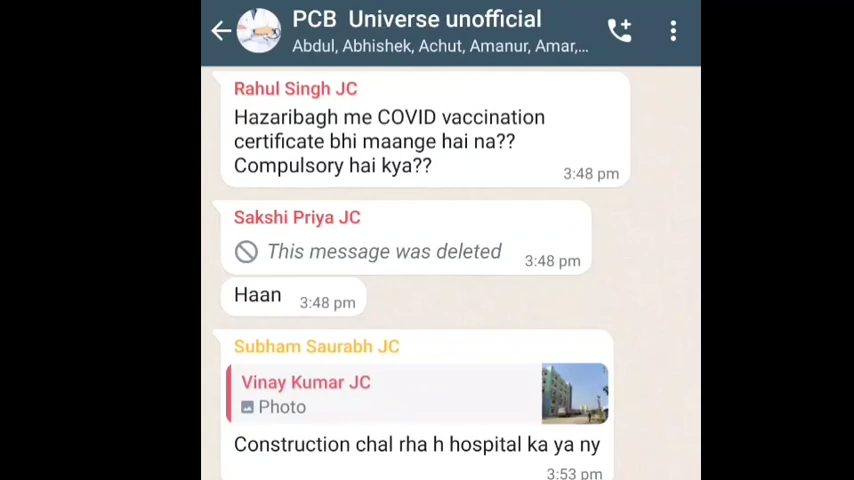 PCB Universe unofficial
Abdul, Abhishek, Achut, Amanur, Amar,...
Rahul Singh JC
Hazaribagh me COVID vaccination
certificate bhi maange hai na??
Compulsory hai kya??
3:48 pm
Sakshi Priya JC
This message was deleted
3:48 pm
Haan
3:48 pm
Subham Saurabh JC
Vinay Kumar JC
Photo
Construction chal rha h hospital ka ya ny
3:53 pm